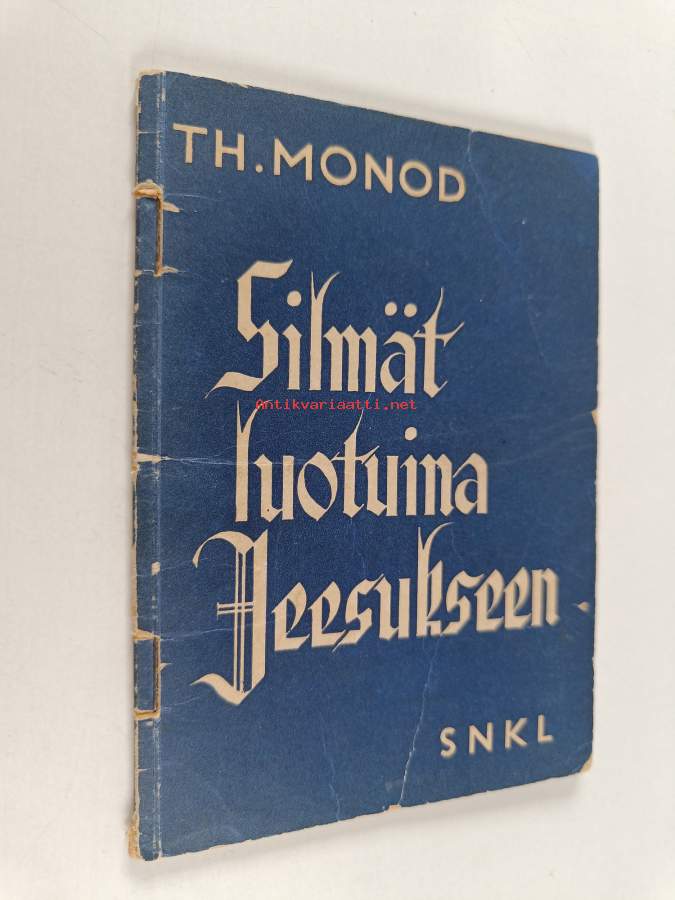 TH. MONOD
Silmät
Antikvariaatti.net
luotuina
Jeesukseen
SNKL